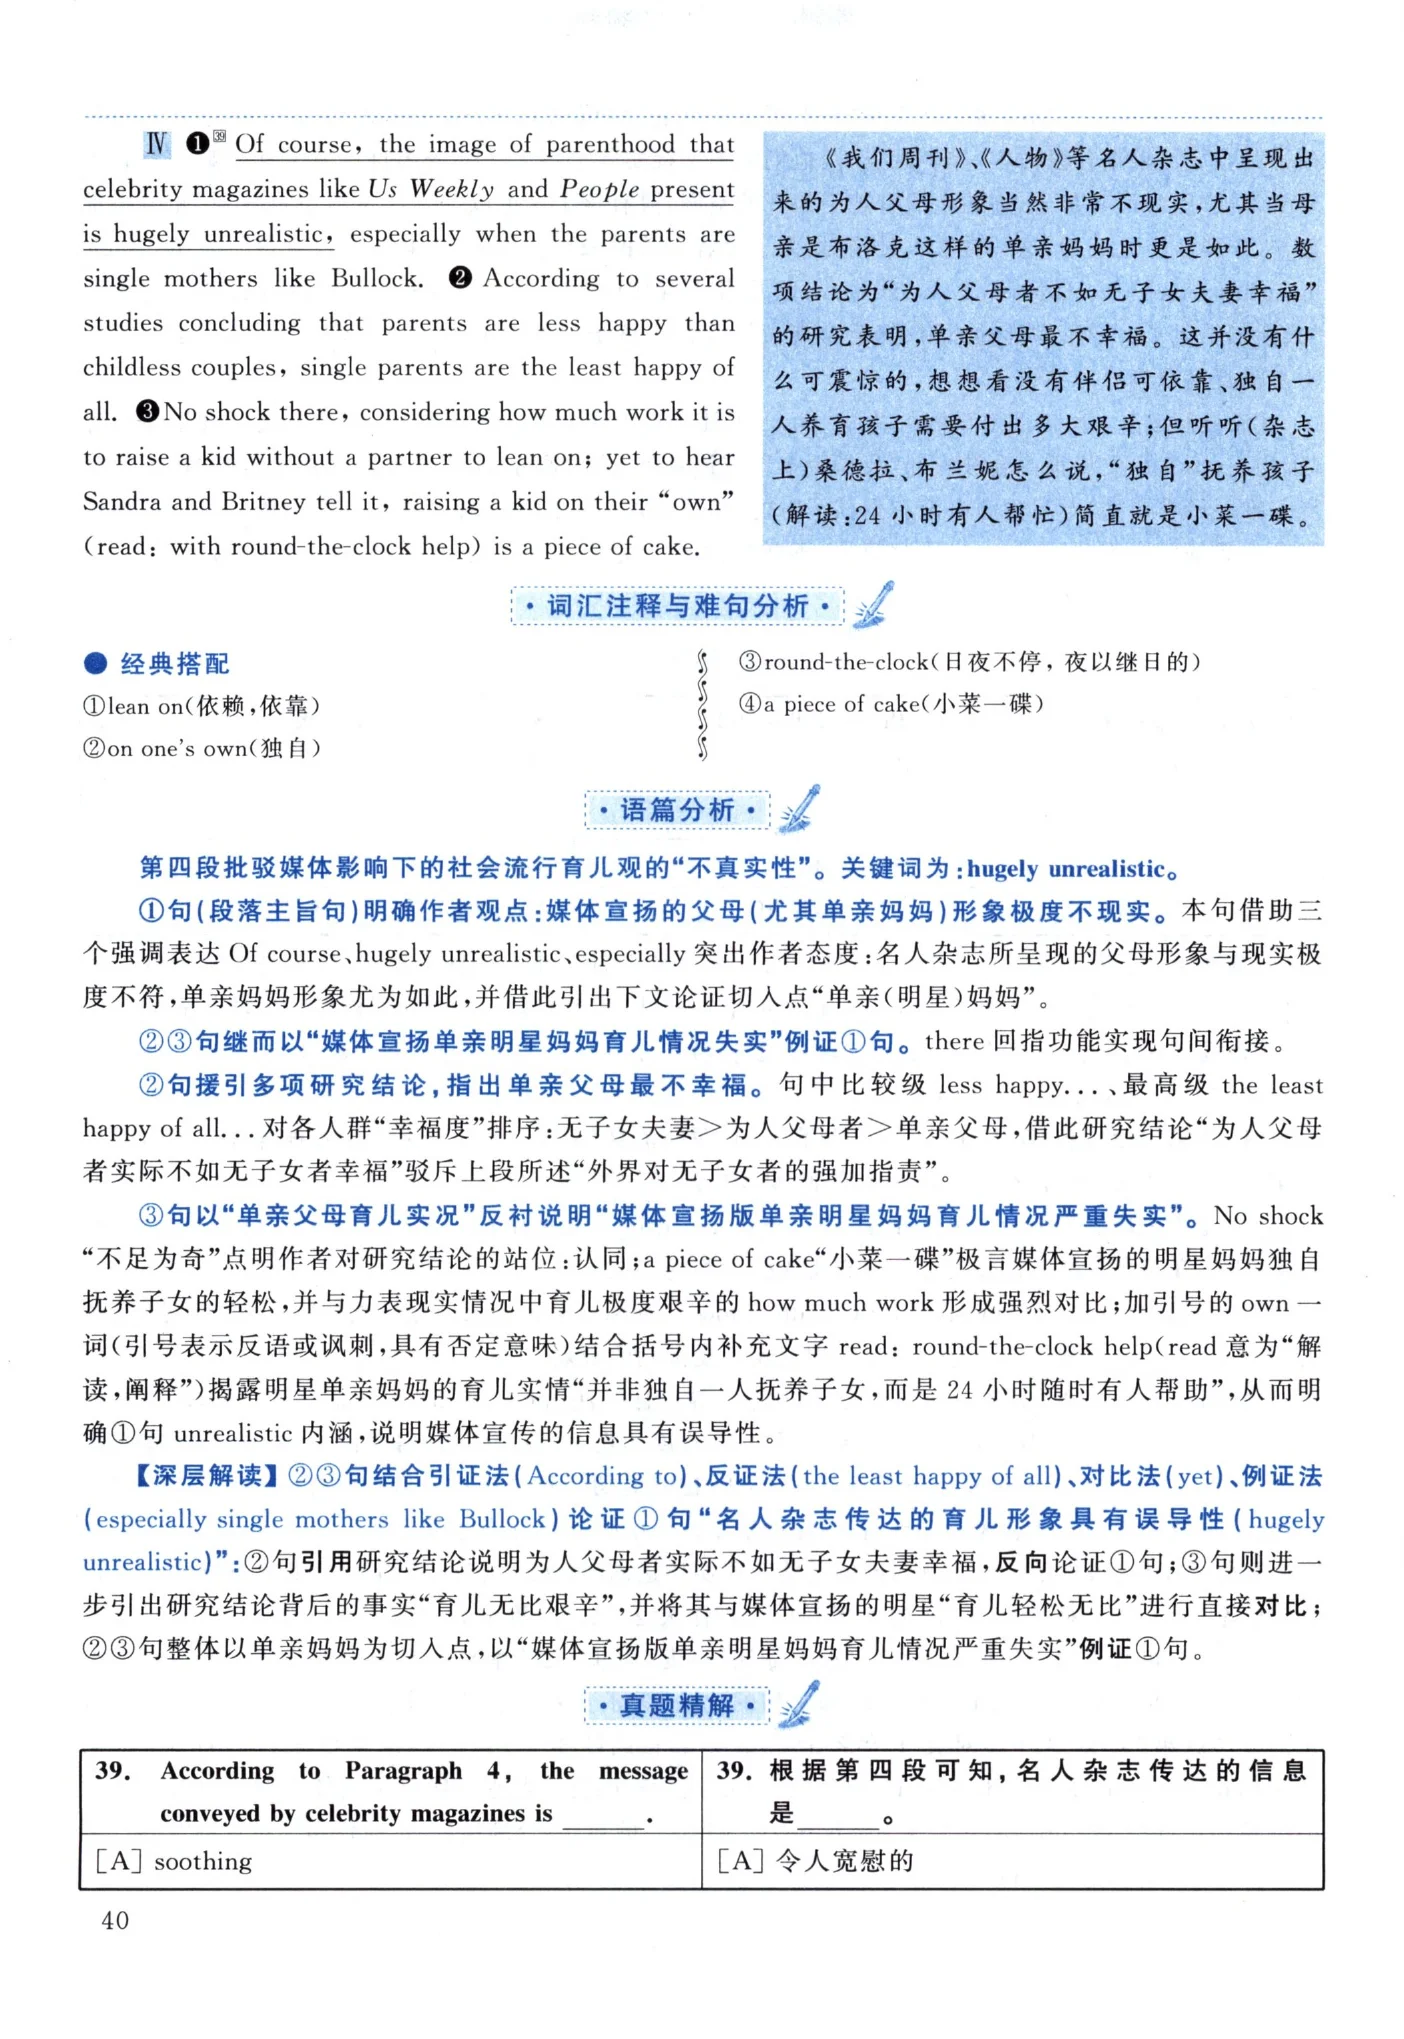 Ⅳ ❶㊴ Of course, the image of parenthood that
celebrity magazines like Us Weekly and People present
is hugely unrealistic, especially when the parents are
single mothers like Bullock. ❷ According to several
studies concluding that parents are less happy than
childless couples, single parents are the least happy of
all. ❸No shock there, considering how much work it is
to raise a kid without a partner to lean on; yet to hear
Sandra and Britney tell it, raising a kid on their “own”
(read: with round-the-clock help) is a piece of cake.
《我们周刊》、《人物》等名人杂志中呈现出
来的为人父母形象当然非常不现实,尤其当母
亲是布洛克这样的单亲妈妈时更是如此。数
项结论为“为人父母者不如无子女夫妻幸福”
的研究表明,单亲父母最不幸福。这并没有什
么可震惊的,想想看没有伴侣可依靠、独自一
人养育孩子需要付出多大艰辛;但听听(杂志
上)桑德拉、布兰妮怎么说,“独自”抚养孩子
(解读:24 小时有人帮忙)简直就是小菜一碟。
·词汇注释与难句分析·
● 经典搭配
①lean on(依赖,依靠)
②on one's own(独自)
③round-the-clock(日夜不停，夜以继日的)
④a piece of cake(小菜一碟)
·语篇分析·
第四段批驳媒体影响下的社会流行育儿观的“不真实性”。关键词为:hugely unrealistic。
①句(段落主旨句)明确作者观点:媒体宣扬的父母(尤其单亲妈妈)形象极度不现实。本句借助三
个强调表达 Of course、hugely unrealistic、especially 突出作者态度:名人杂志所呈现的父母形象与现实极
度不符,单亲妈妈形象尤为如此,并借此引出下文论证切入点“单亲(明星)妈妈”。
②③句继而以“媒体宣扬单亲明星妈妈育儿情况失实”例证①句。there 回指功能实现句间衔接。
②句援引多项研究结论,指出单亲父母最不幸福。句中比较级 less happy...、最高级 the least
happy of all...对各人群“幸福度”排序:无子女夫妻>为人父母者>单亲父母,借此研究结论“为人父母
者实际不如无子女者幸福”驳斥上段所述“外界对无子女者的强加指责”。
③句以“单亲父母育儿实况”反衬说明“媒体宣扬版单亲明星妈妈育儿情况严重失实”。No shock
“不足为奇”点明作者对研究结论的站位:认同;a piece of cake“小菜一碟”极言媒体宣扬的明星妈妈独自
抚养子女的轻松,并与力表现实情况中育儿极度艰辛的 how much work 形成强烈对比;加引号的 own 一
词(引号表示反语或讽刺,具有否定意味)结合括号内补充文字 read: round-the-clock help(read 意为“解
读,阐释”)揭露明星单亲妈妈的育儿实情“并非独自一人抚养子女,而是 24 小时随时有人帮助”,从而明
确①句 unrealistic 内涵,说明媒体宣传的信息具有误导性。
【深层解读】②③句结合引证法(According to)、反证法(the least happy of all)、对比法(yet)、例证法
(especially single mothers like Bullock)论证①句“名人杂志传达的育儿形象具有误导性(hugely
unrealistic)”:②句引用研究结论说明为人父母者实际不如无子女夫妻幸福,反向论证①句;③句则进一
步引出研究结论背后的事实“育儿无比艰辛”,并将其与媒体宣扬的明星“育儿轻松无比”进行直接对比;
②③句整体以单亲妈妈为切入点,以“媒体宣扬版单亲明星妈妈育儿情况严重失实”例证①句。
·真题精解·
39. According to Paragraph 4, the message
conveyed by celebrity magazines is ______.
39. 根据第四段可知,名人杂志传达的信息
是______。
[A] soothing
[A] 令人宽慰的
40